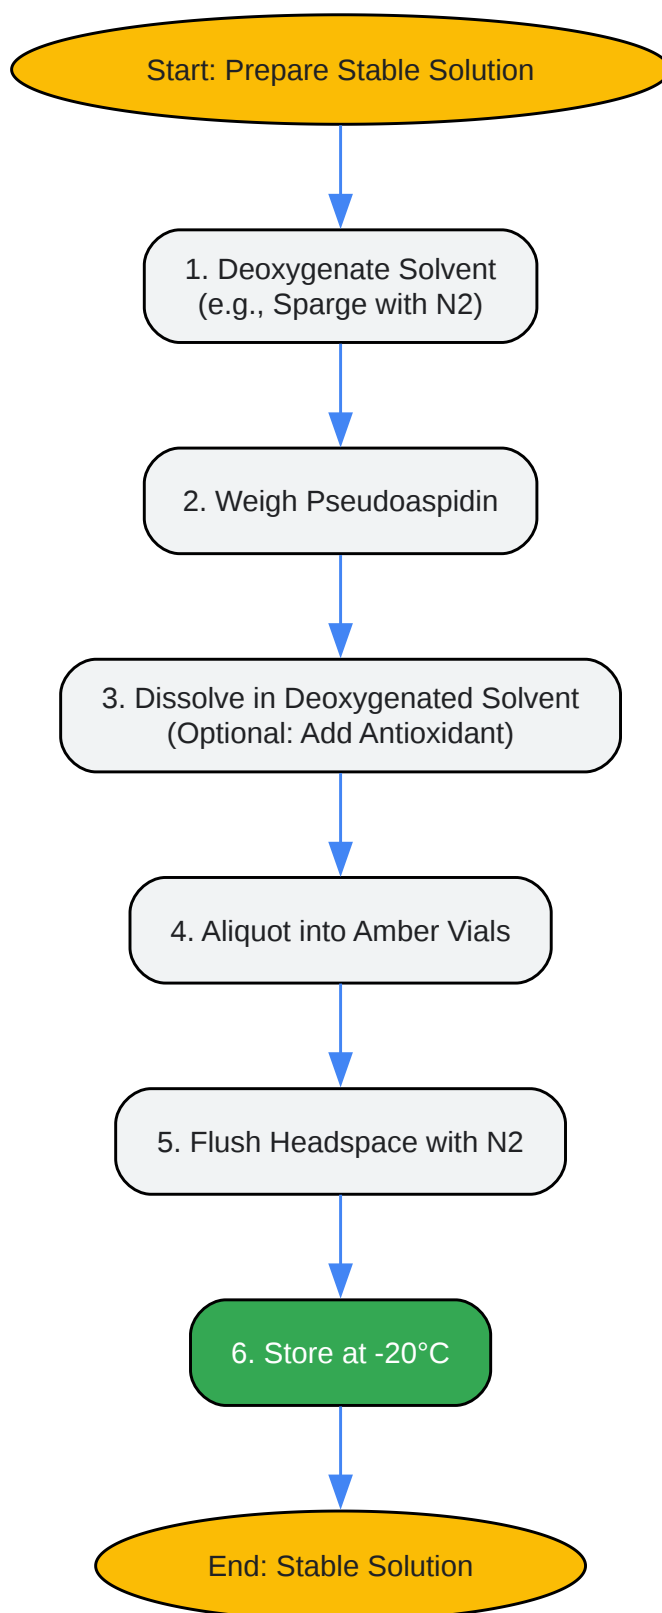 Start: Prepare Stable Solution
1. Deoxygenate Solvent
(e.g., Sparge with N2)
2. Weigh Pseudoaspidin
3. Dissolve in Deoxygenated Solvent
(Optional: Add Antioxidant)
4. Aliquot into Amber Vials
5. Flush Headspace with N2
6. Store at -20°C
End: Stable Solution